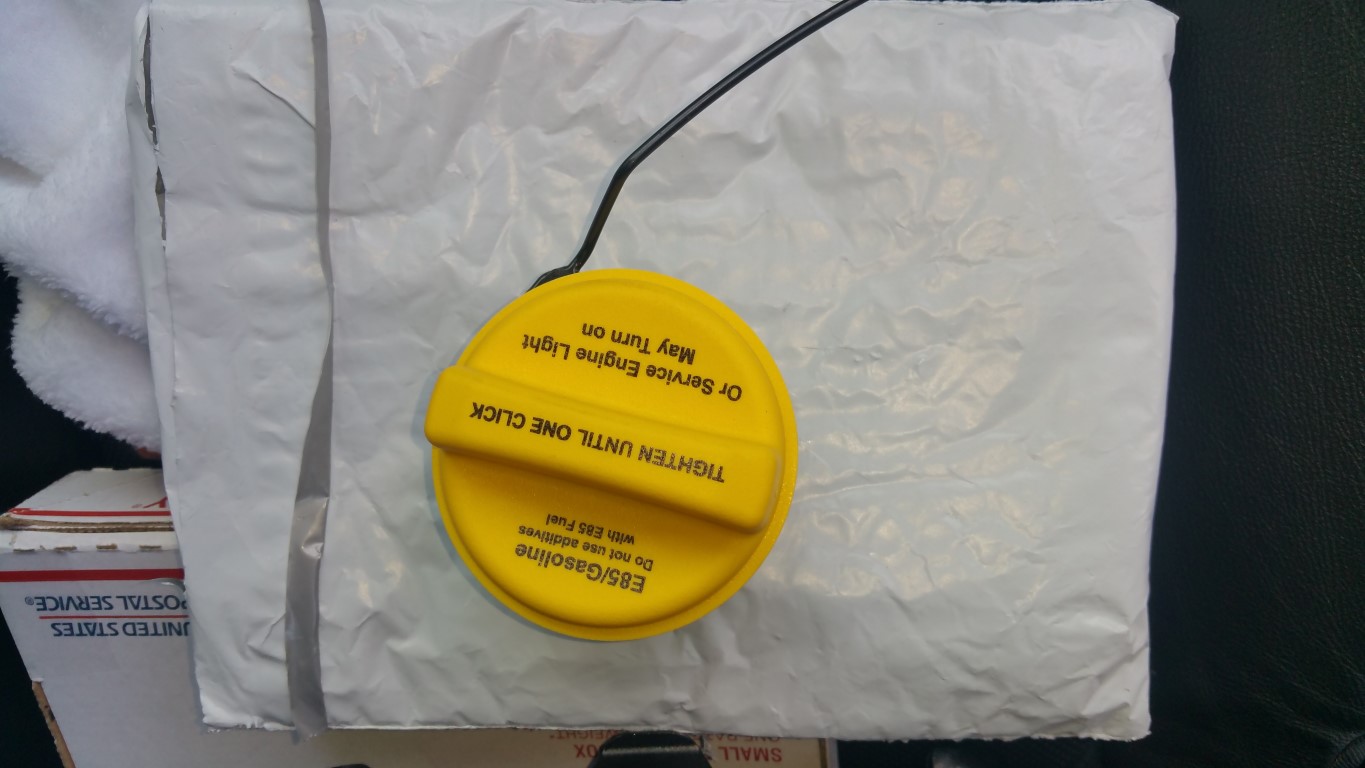 E85/Gasoline
Do not use additives
with E85 Fuel
TIGHTEN UNTIL ONE CLICK
Or Service Engine Light
May Turn on
UNITED STATES
POSTAL SERVICE®
SMALL